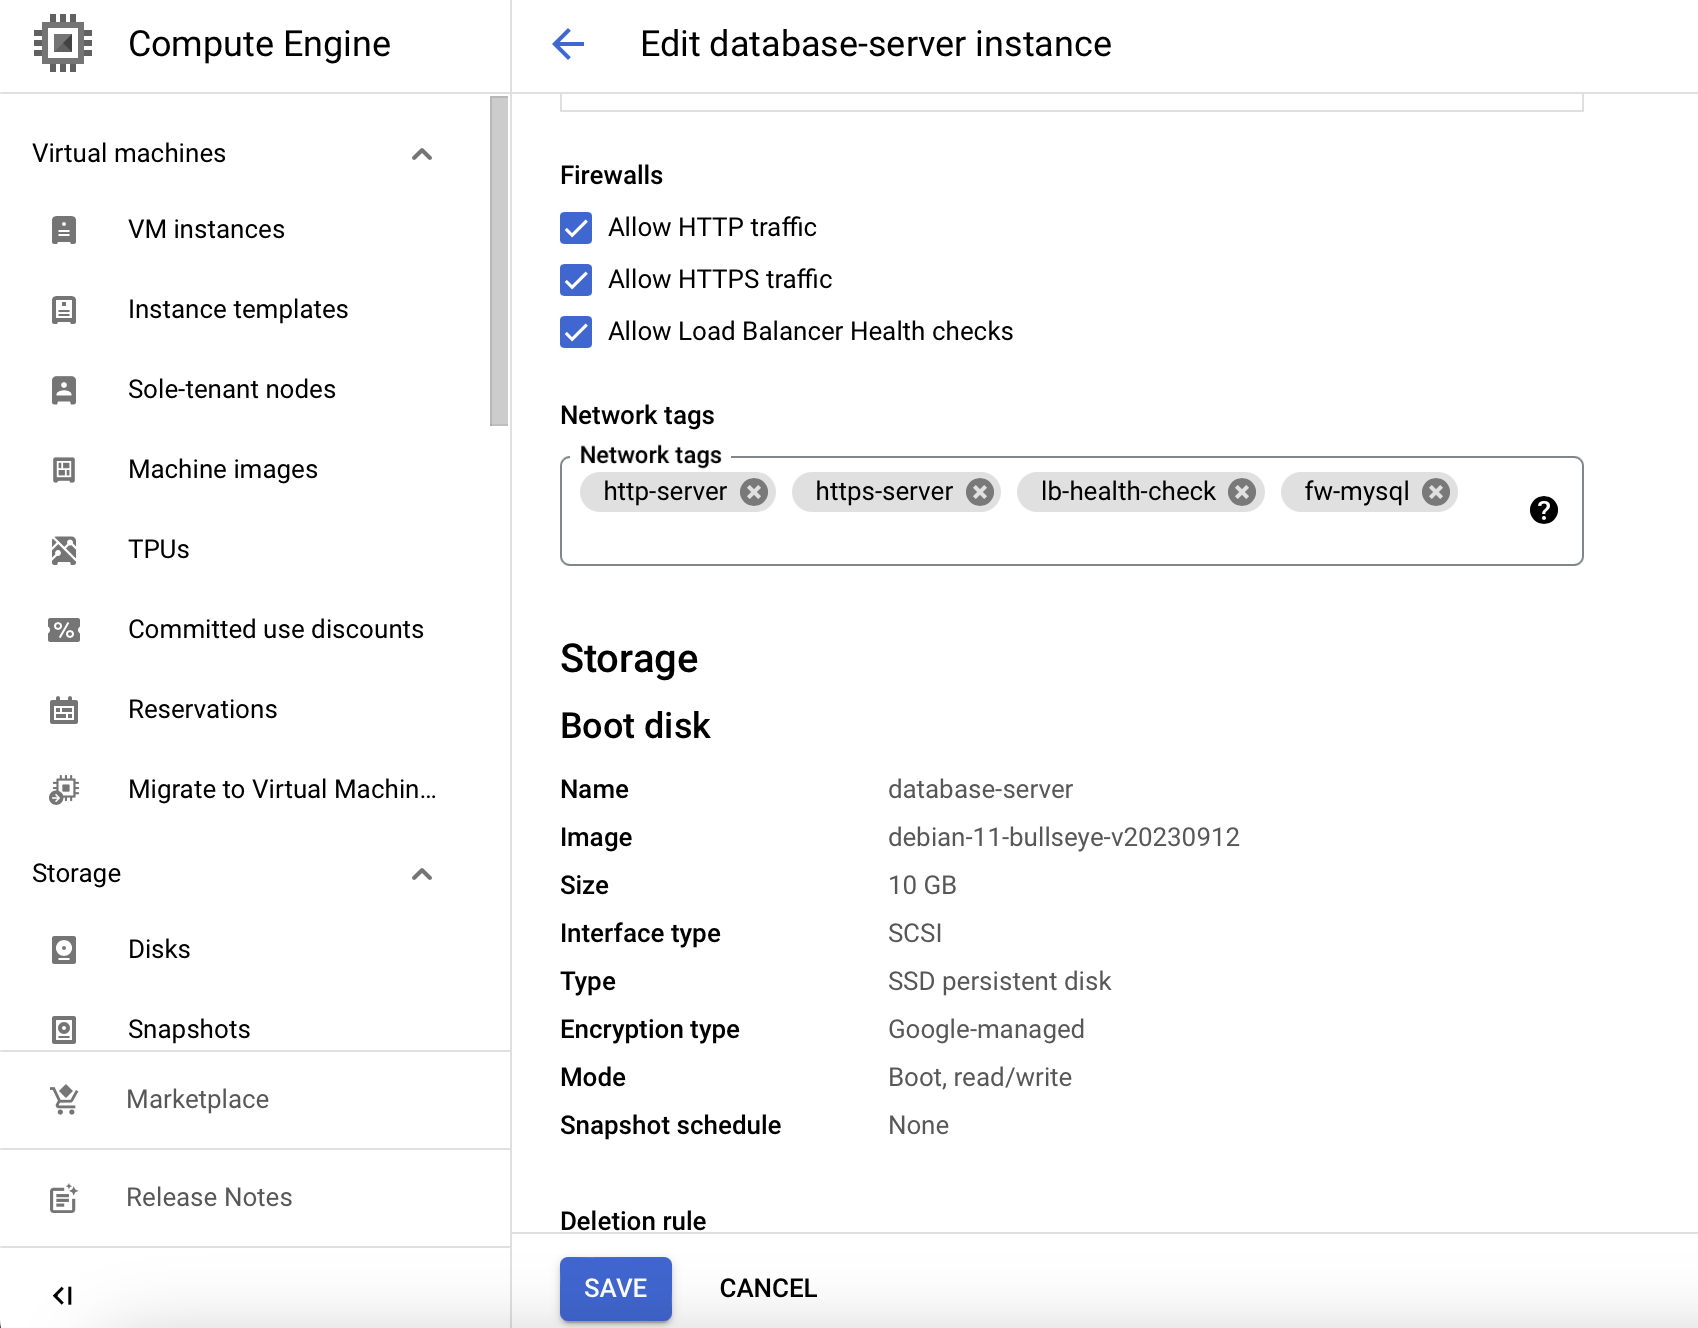 Compute Engine
Edit database-server instance
Virtual machines
VM instances
Instance templates
Sole-tenant nodes
Machine images
TPUs
Committed use discounts
Reservations
Migrate to Virtual Machin...
Storage
Disks
Snapshots
Marketplace
Release Notes
Firewalls
Allow HTTP traffic
Allow HTTPS traffic
Allow Load Balancer Health checks
Network tags
Network tags
http-server https-server lb-health-check fw-mysql
Storage
Boot disk
Name database-server
Image debian-11-bullseye-v20230912
Size 10 GB
Interface type SCSI
Type SSD persistent disk
Encryption type Google-managed
Mode Boot, read/write
Snapshot schedule None
Deletion rule
SAVE CANCEL